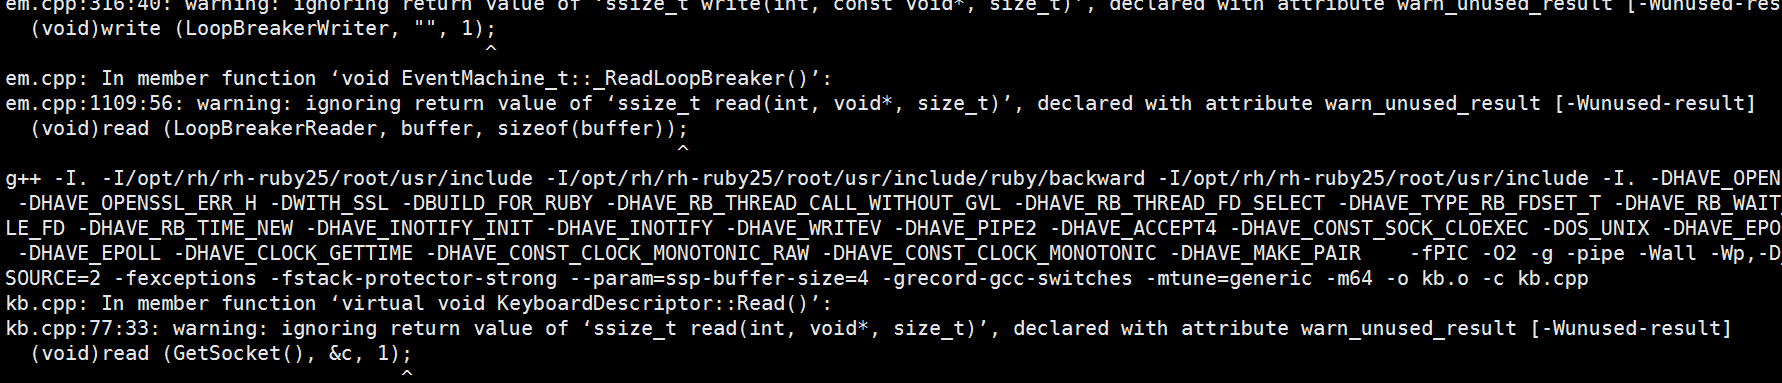 em.cpp:316:40: warning: ignoring return value of ‘ssize_t write(int, const void*, size_t)’, declared with attribute warn_unused_result [-Wunused-res
  (void)write (LoopBreakerWriter, "", 1);
                                        ^
em.cpp: In member function ‘void EventMachine_t::_ReadLoopBreaker()’:
em.cpp:1109:56: warning: ignoring return value of ‘ssize_t read(int, void*, size_t)’, declared with attribute warn_unused_result [-Wunused-result]
  (void)read (LoopBreakerReader, buffer, sizeof(buffer));
                                                        ^
g++ -I. -I/opt/rh/rh-ruby25/root/usr/include -I/opt/rh/rh-ruby25/root/usr/include/ruby/backward -I/opt/rh/rh-ruby25/root/usr/include -I. -DHAVE_OPEN
 -DHAVE_OPENSSL_ERR_H -DWITH_SSL -DBUILD_FOR_RUBY -DHAVE_RB_THREAD_CALL_WITHOUT_GVL -DHAVE_RB_THREAD_FD_SELECT -DHAVE_TYPE_RB_FDSET_T -DHAVE_RB_WAIT_
LE_FD -DHAVE_RB_TIME_NEW -DHAVE_INOTIFY_INIT -DHAVE_INOTIFY -DHAVE_WRITEV -DHAVE_PIPE2 -DHAVE_ACCEPT4 -DHAVE_CONST_SOCK_CLOEXEC -DOS_UNIX -DHAVE_EPO
 -DHAVE_EPOLL -DHAVE_CLOCK_GETTIME -DHAVE_CONST_CLOCK_MONOTONIC_RAW -DHAVE_CONST_CLOCK_MONOTONIC -DHAVE_MAKE_PAIR    -fPIC -O2 -g -pipe -Wall -Wp,-D_
SOURCE=2 -fexceptions -fstack-protector-strong --param=ssp-buffer-size=4 -grecord-gcc-switches -mtune=generic -m64 -o kb.o -c kb.cpp
kb.cpp: In member function ‘virtual void KeyboardDescriptor::Read()’:
kb.cpp:77:33: warning: ignoring return value of ‘ssize_t read(int, void*, size_t)’, declared with attribute warn_unused_result [-Wunused-result]
  (void)read (GetSocket(), &c, 1);
                                 ^